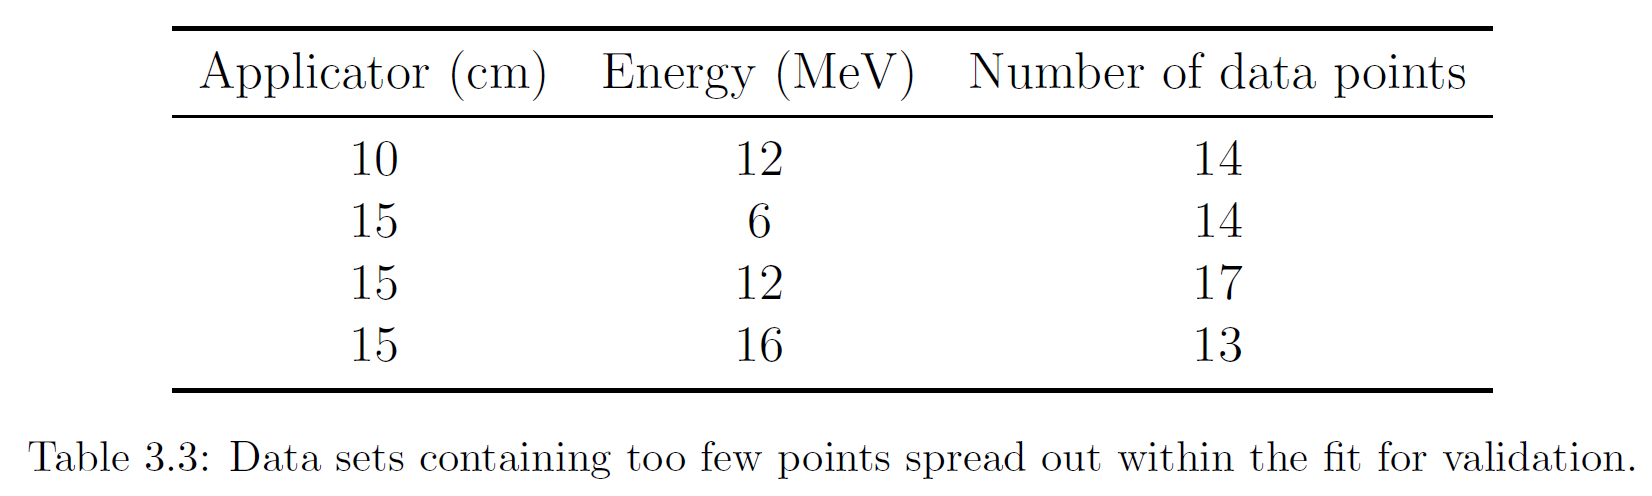 Applicator (cm) Energy (MeV) Number of data points
10 12 14
15 6 14
15 12 17
15 16 13
Table 3.3: Data sets containing too few points spread out within the fit for validation.